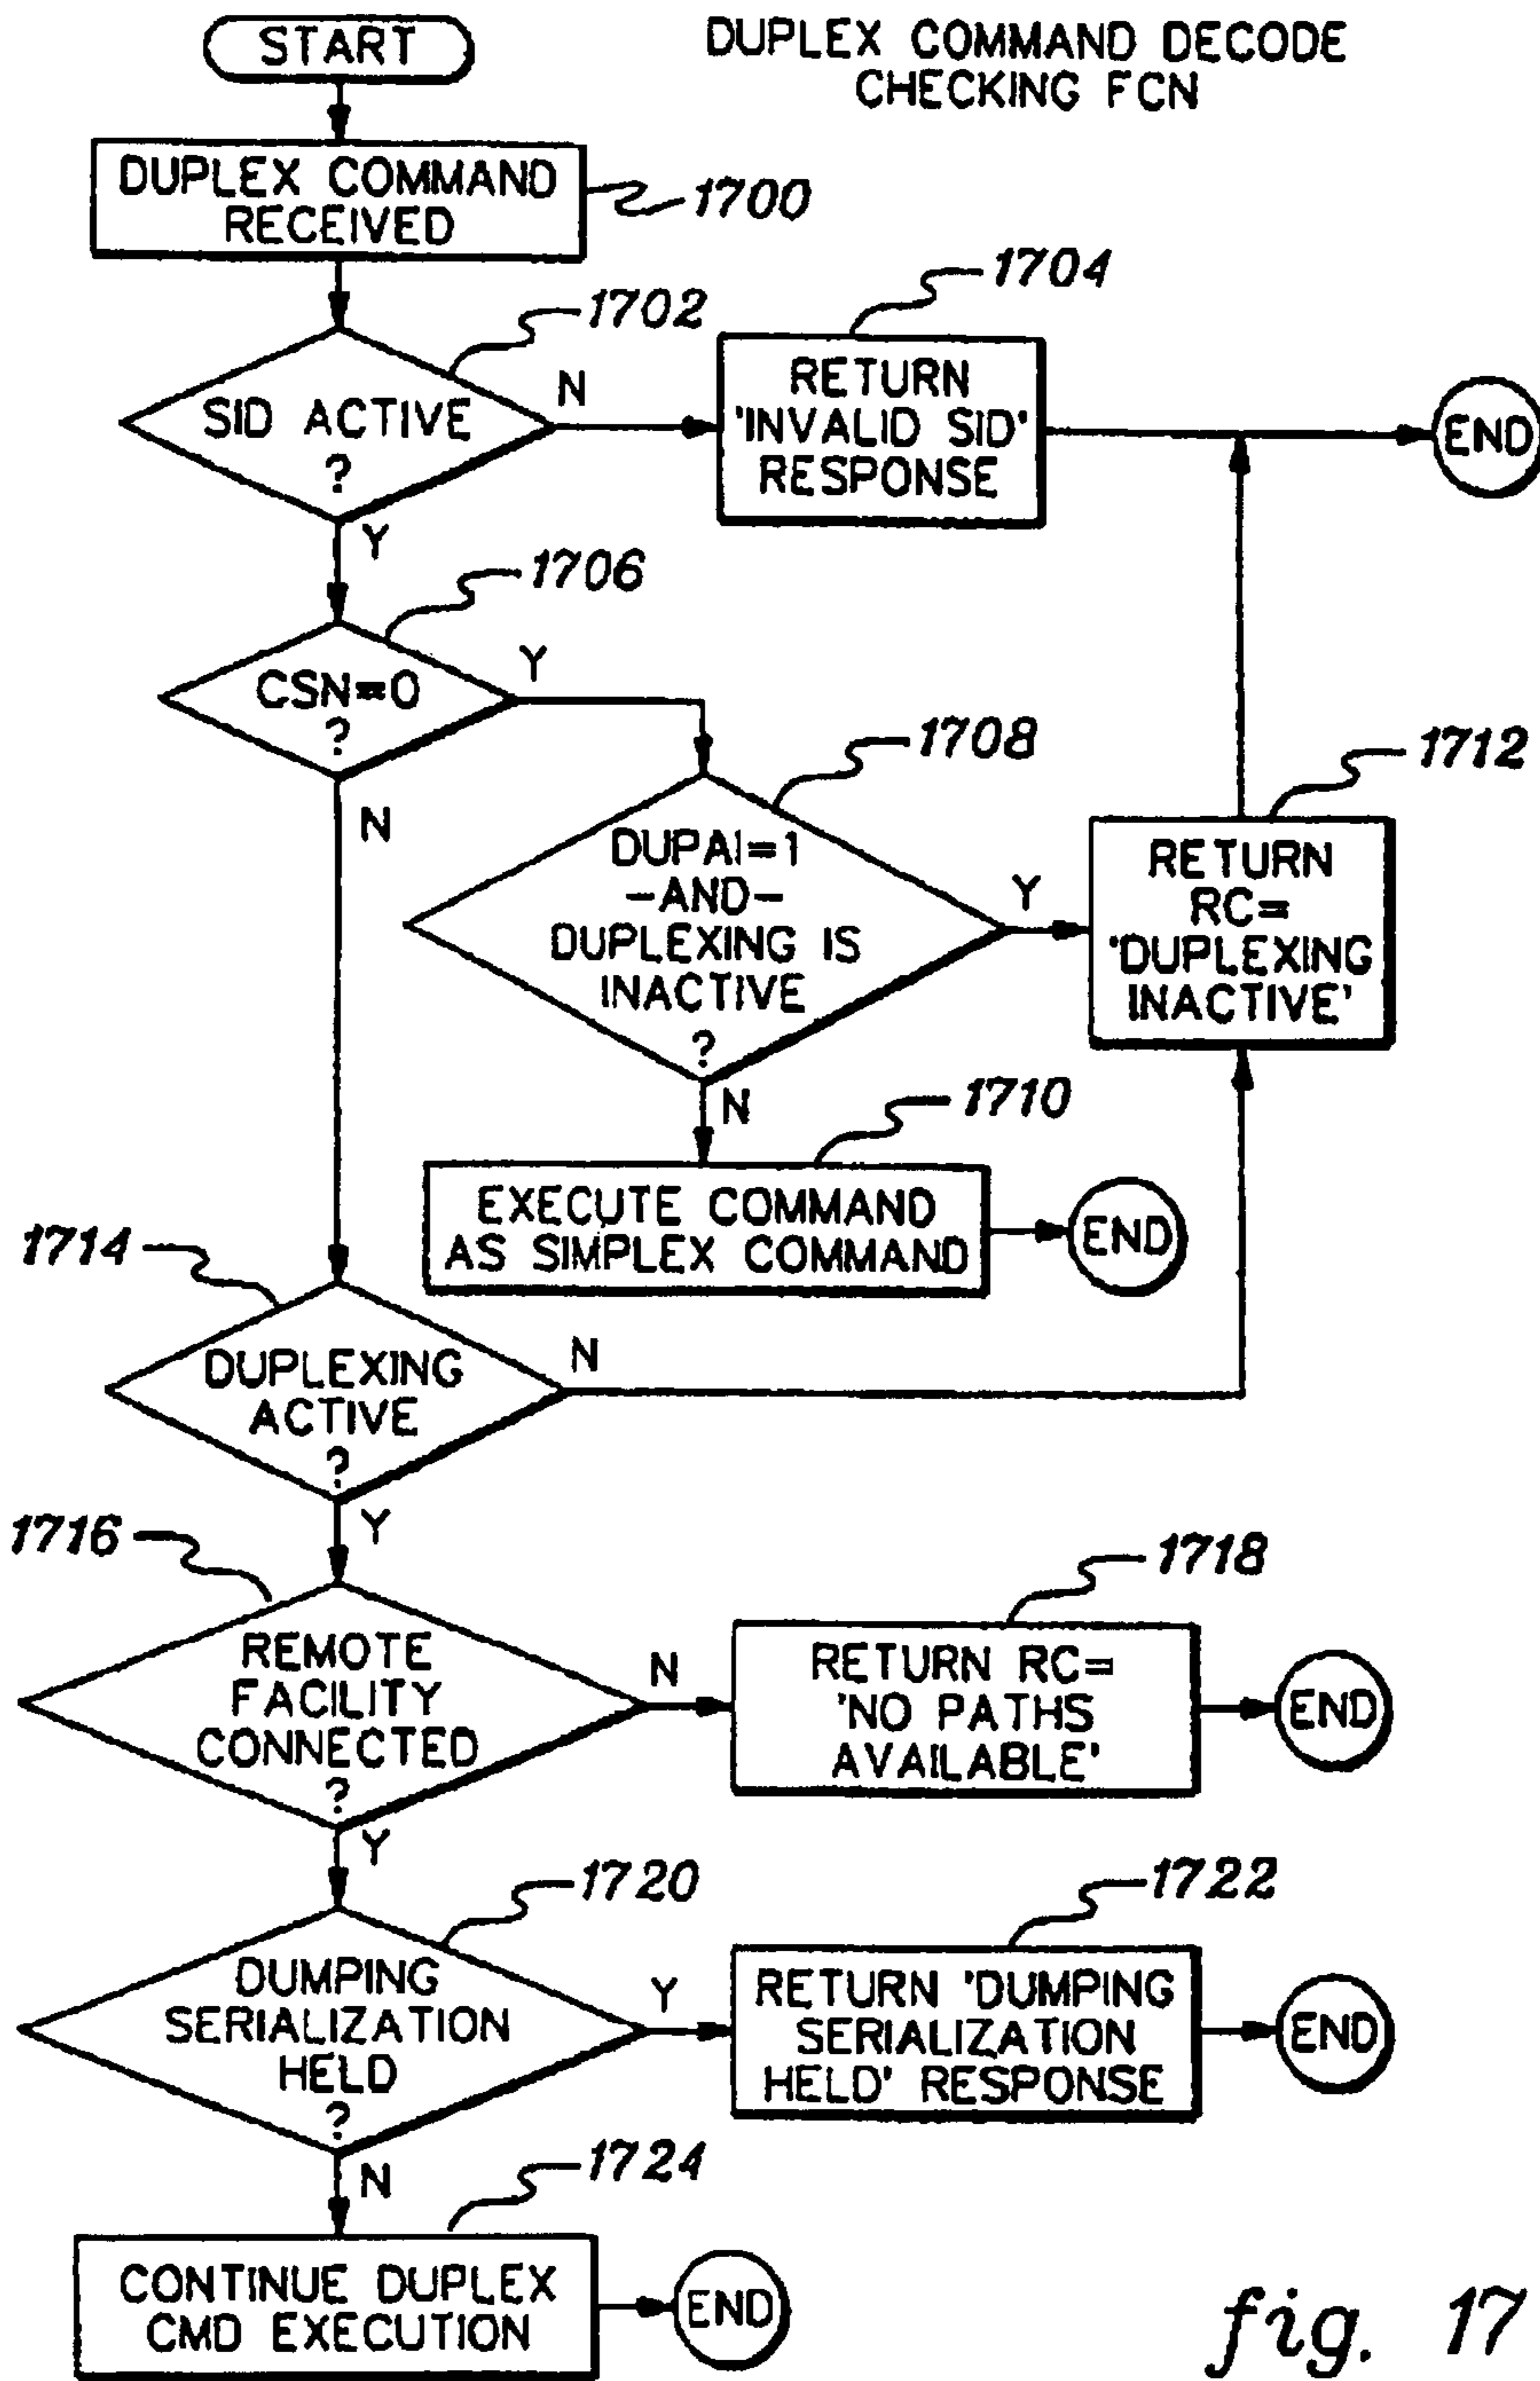 START
DUPLEX COMMAND DECODE
CHECKING FCN
DUPLEX COMMAND
RECEIVED
1700
1702
SID ACTIVE
?
N
Y
1704
RETURN
'INVALID SID'
RESPONSE
END
1706
CSN=0
?
Y
N
1708
DUPAI=1
-AND-
DUPLEXING IS
INACTIVE
?
Y
N
1712
RETURN
RC=
'DUPLEXING
INACTIVE'
1710
EXECUTE COMMAND
AS SIMPLEX COMMAND
END
1714
DUPLEXING
ACTIVE
?
N
Y
1716
REMOTE
FACILITY
CONNECTED
?
N
Y
1718
RETURN RC=
'NO PATHS
AVAILABLE'
END
1720
DUMPING
SERIALIZATION
HELD
?
Y
N
1722
RETURN 'DUMPING
SERIALIZATION
HELD' RESPONSE
END
1724
CONTINUE DUPLEX
CMD EXECUTION
END
fig. 17